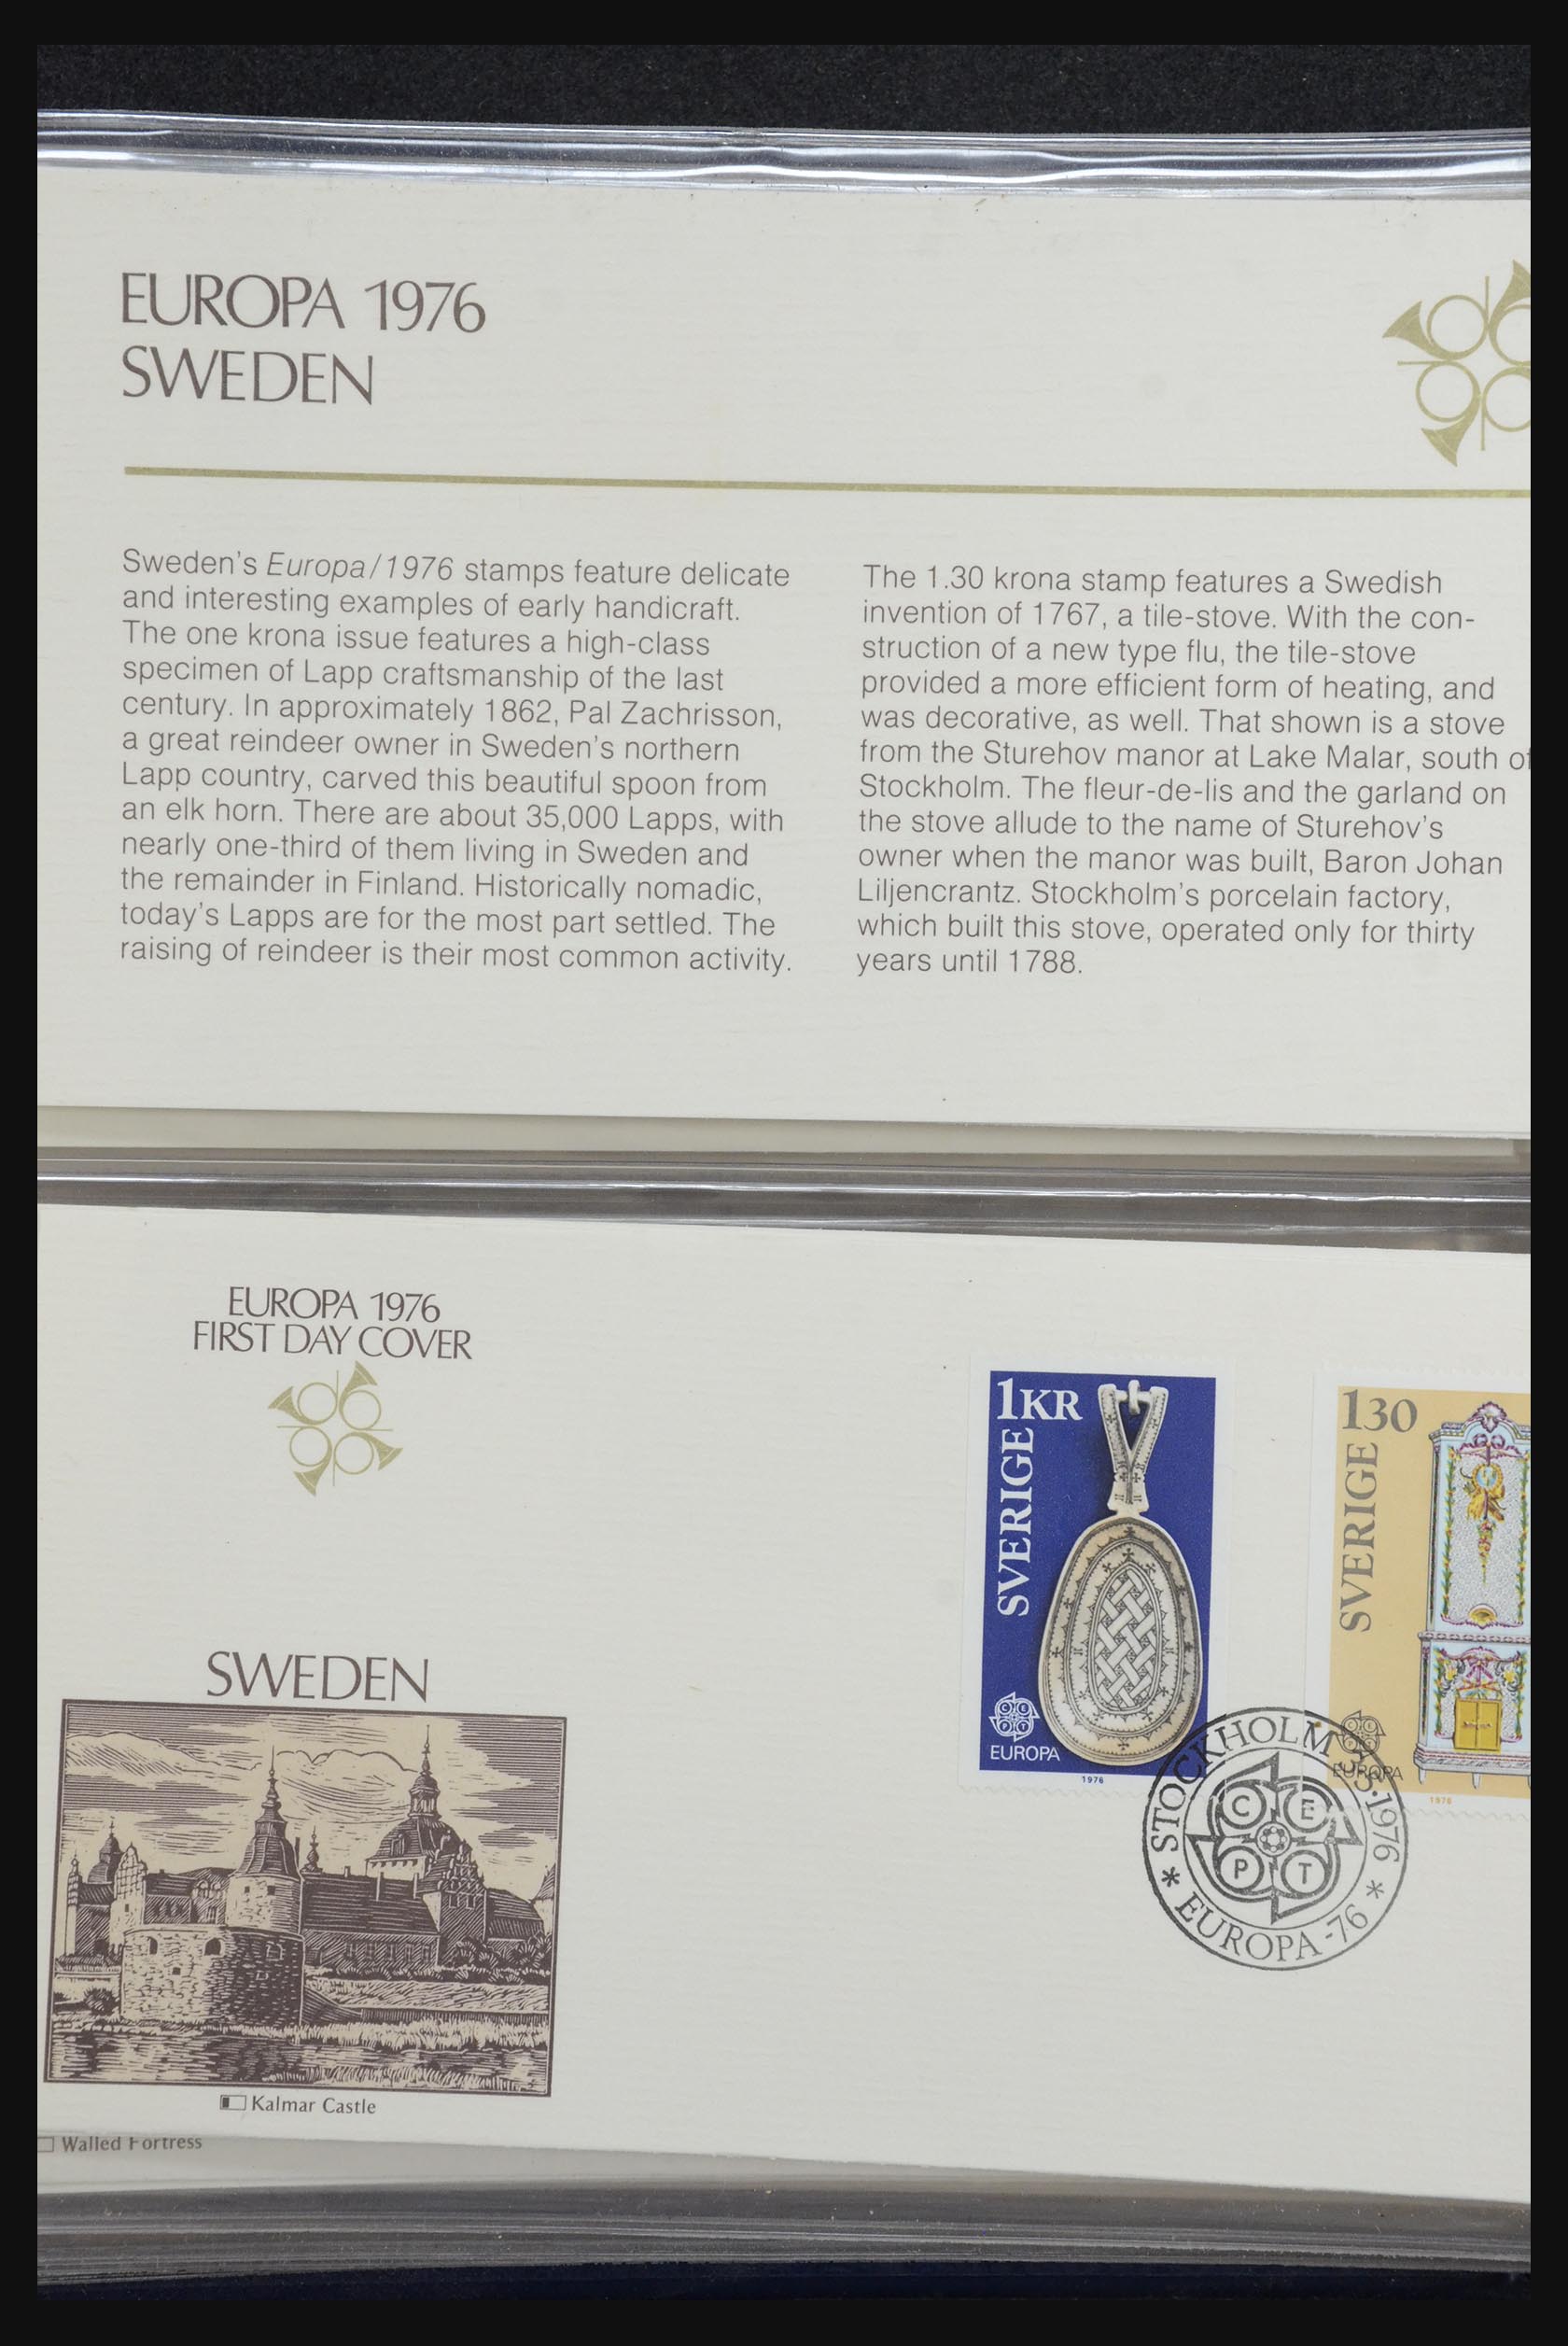 EUROPA 1976
SWEDEN
Sweden's Europa/1976 stamps feature delicate
and interesting examples of early handicraft.
The one krona issue features a high-class
specimen of Lapp craftsmanship of the last
century. In approximately 1862, Pal Zachrisson,
a great reindeer owner in Sweden's northern
Lapp country, carved this beautiful spoon from
an elk horn. There are about 35,000 Lapps, with
nearly one-third of them living in Sweden and
the remainder in Finland. Historically nomadic,
today's Lapps are for the most part settled. The
raising of reindeer is their most common activity.
The 1.30 krona stamp features a Swedish
invention of 1767, a tile-stove. With the con-
struction of a new type flu, the tile-stove
provided a more efficient form of heating, and
was decorative, as well. That shown is a stove
from the Sturehov manor at Lake Malar, south of
Stockholm. The fleur-de-lis and the garland on
the stove allude to the name of Sturehov's
owner when the manor was built, Baron Johan
Liljencrantz. Stockholm's porcelain factory,
which built this stove, operated only for thirty
years until 1788.
EUROPA 1976
FIRST DAY COVER
SWEDEN
Kalmar Castle
Walled Fortress
1KR
SVERIGE
CEPT
EUROPA
1976
130
SVERIGE
EUROPA
1976
STOCKHOLM 3.5.1976
C E
P T
* EUROPA-76 *